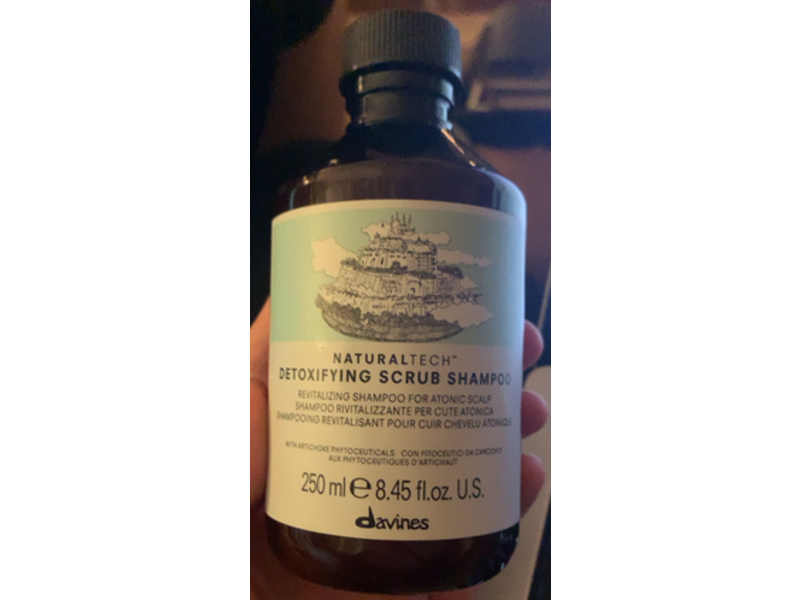 NATURALTECH™
DETOXIFYING SCRUB SHAMPOO
REVITALIZING SHAMPOO FOR ATONIC SCALP
SHAMPOO RIVITALIZZANTE PER CUTE ATONICA
SHAMPOOING REVITALISANT POUR CUIR CHEVELU ATONIQUE
WITH ARTICHOKE PHYTOCEUTICALS CON FITOCEUTICI DA CARCIOFO
AUX PHYTOCEUTIQUES D'ARTICHAUT
250 ml ℮ 8.45 fl.oz. U.S.
davines